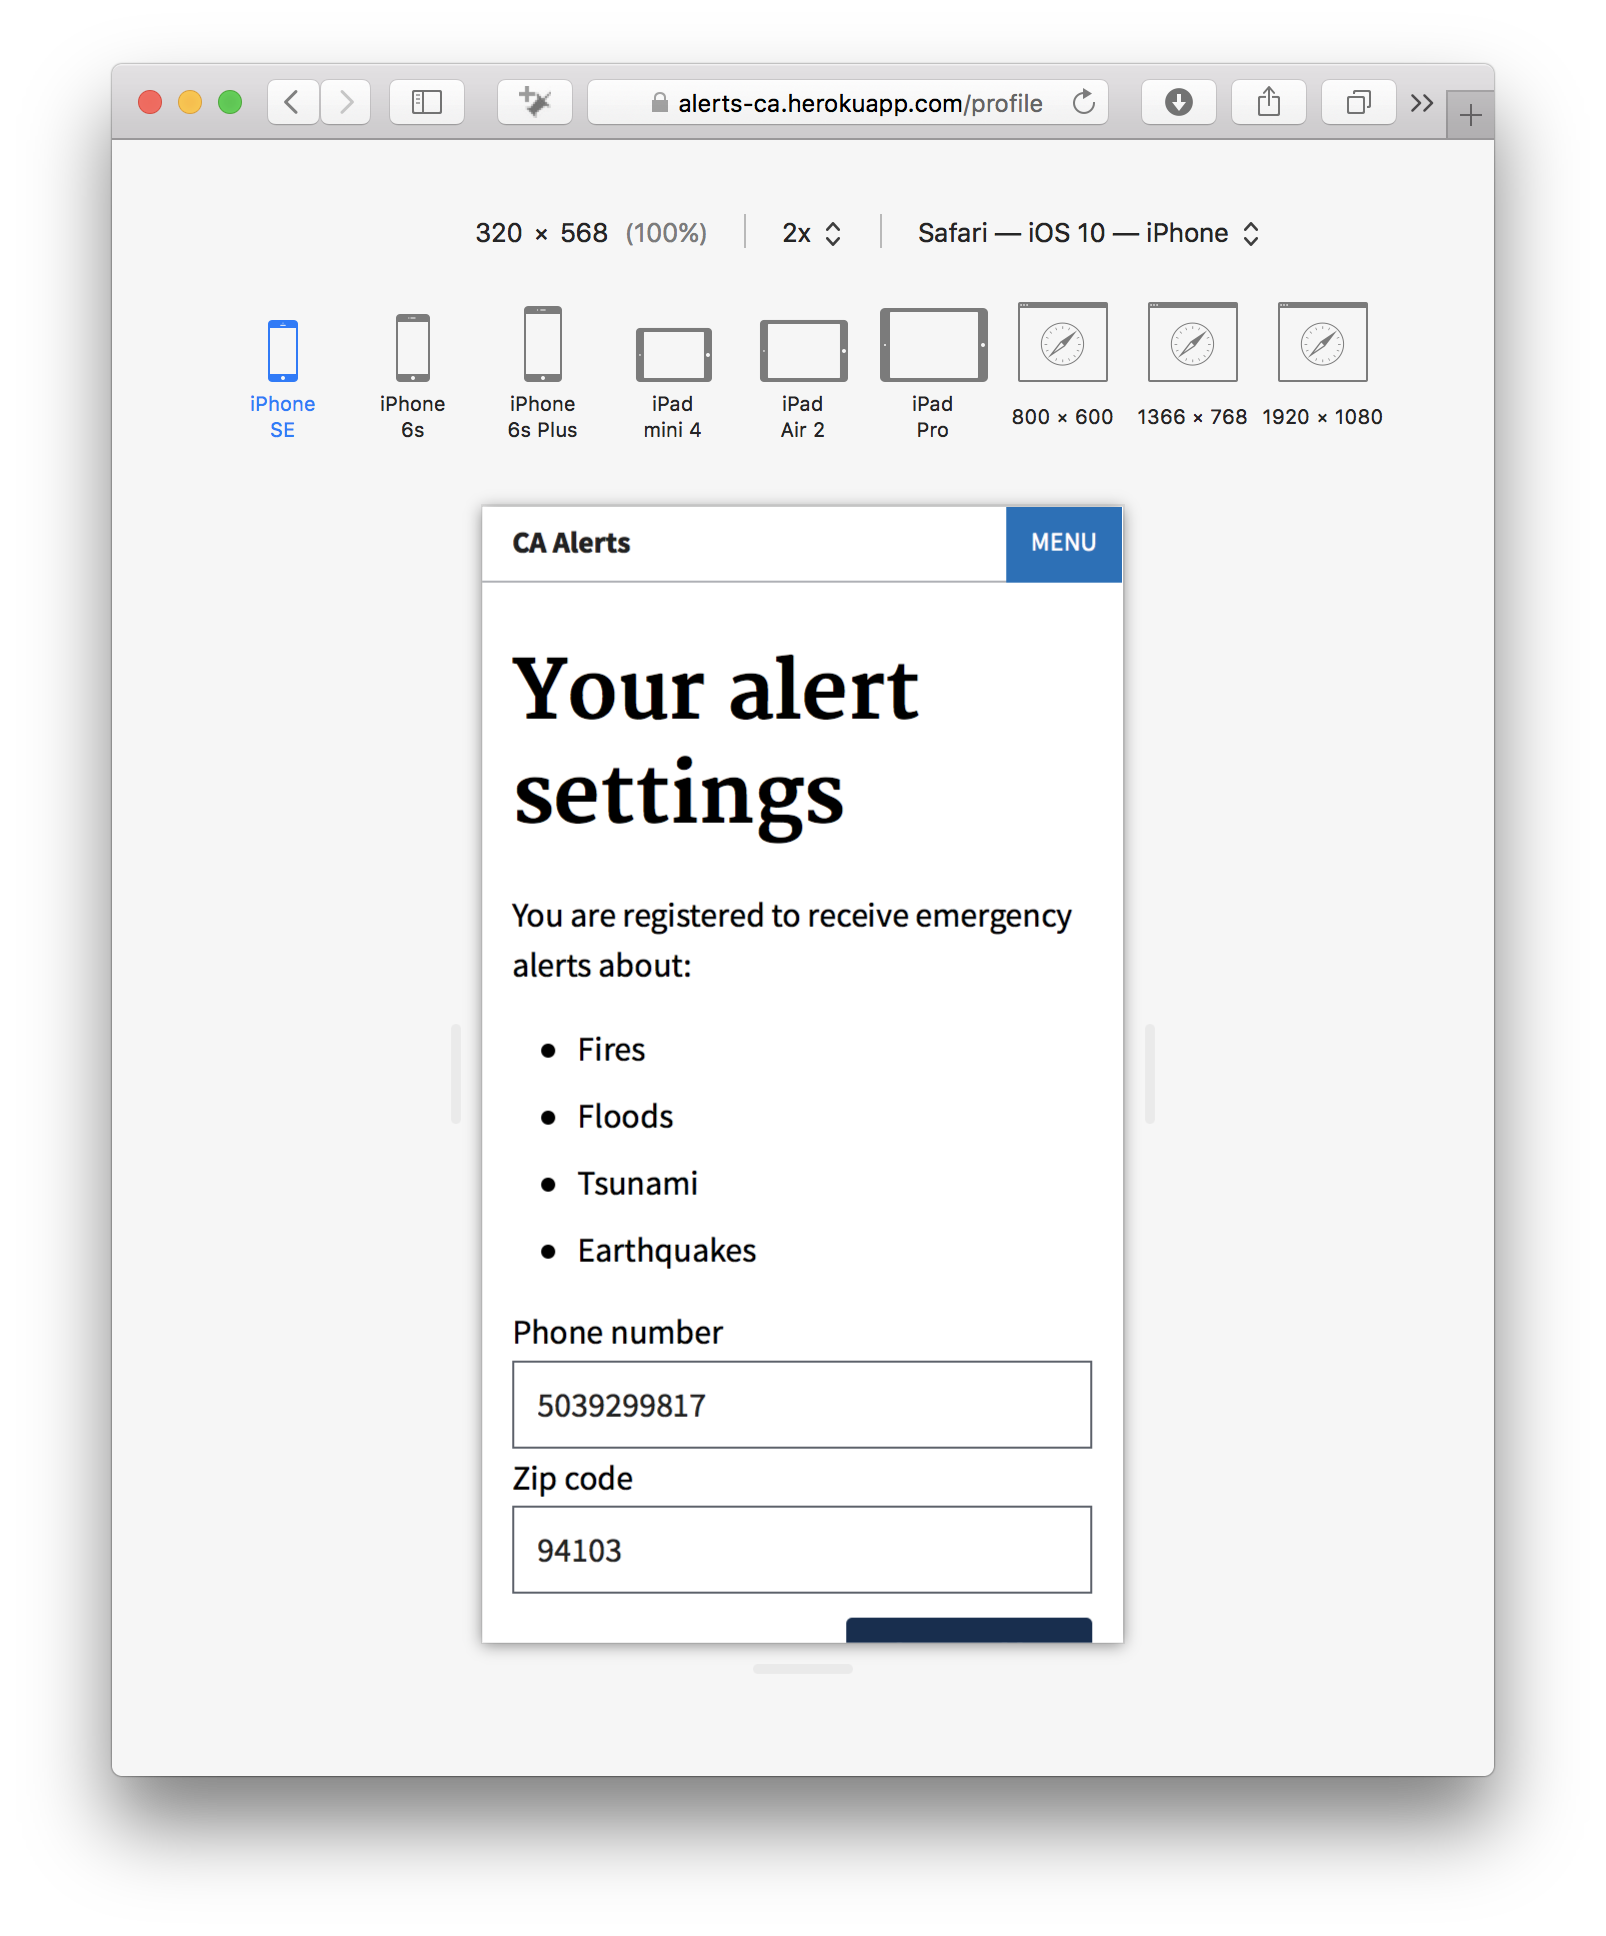 alerts-ca.herokuapp.com/profile
320 × 568 (100%) 2x Safari — iOS 10 — iPhone
iPhone SE
iPhone 6s
iPhone 6s Plus
iPad mini 4
iPad Air 2
iPad Pro
800 × 600
1366 × 768
1920 × 1080
CA Alerts MENU
Your alert
settings
You are registered to receive emergency
alerts about:
• Fires
• Floods
• Tsunami
• Earthquakes
Phone number
5039299817
Zip code
94103